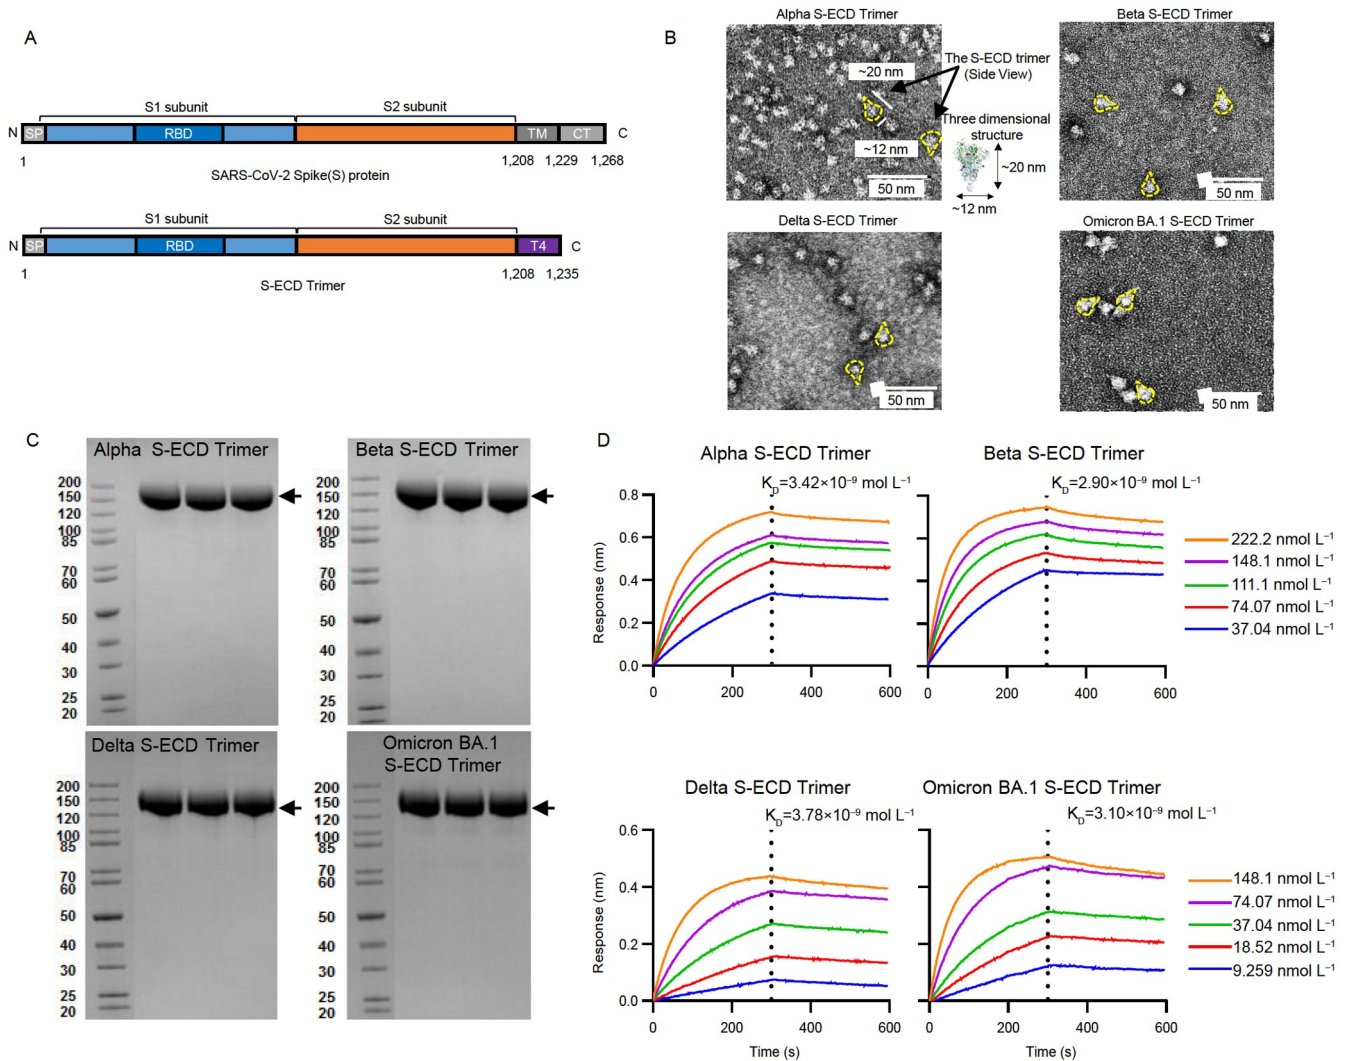 A
S1 subunit
S2 subunit
N SP RBD TM CT C
1 1,208 1,229 1,268
SARS-CoV-2 Spike(S) protein
S1 subunit
S2 subunit
N SP RBD T4 C
1 1,208 1,235
S-ECD Trimer
B
Alpha S-ECD Trimer
~20 nm
~12 nm
50 nm
The S-ECD trimer
(Side View)
Three dimensional
structure
~20 nm
~12 nm
Beta S-ECD Trimer
50 nm
Delta S-ECD Trimer
50 nm
Omicron BA.1 S-ECD Trimer
50 nm
C
Alpha S-ECD Trimer
200
150
120
100
85
70
60
50
40
30
25
20
Beta S-ECD Trimer
200
150
120
100
85
70
60
50
40
30
25
20
Delta S-ECD Trimer
200
150
120
100
85
70
60
50
40
30
25
20
Omicron BA.1
S-ECD Trimer
200
150
120
100
85
70
60
50
40
30
25
20
D
Alpha S-ECD Trimer
K_D=3.42×10⁻⁹ mol L⁻¹
Response (nm)
0.8
0.6
0.4
0.2
0.0
0 200 400 600
Beta S-ECD Trimer
K_D=2.90×10⁻⁹ mol L⁻¹
0 200 400 600
222.2 nmol L⁻¹
148.1 nmol L⁻¹
111.1 nmol L⁻¹
74.07 nmol L⁻¹
37.04 nmol L⁻¹
Delta S-ECD Trimer
K_D=3.78×10⁻⁹ mol L⁻¹
Response (nm)
0.6
0.4
0.2
0.0
0 200 400 600
Time (s)
Omicron BA.1 S-ECD Trimer
K_D=3.10×10⁻⁹ mol L⁻¹
0 200 400 600
Time (s)
148.1 nmol L⁻¹
74.07 nmol L⁻¹
37.04 nmol L⁻¹
18.52 nmol L⁻¹
9.259 nmol L⁻¹